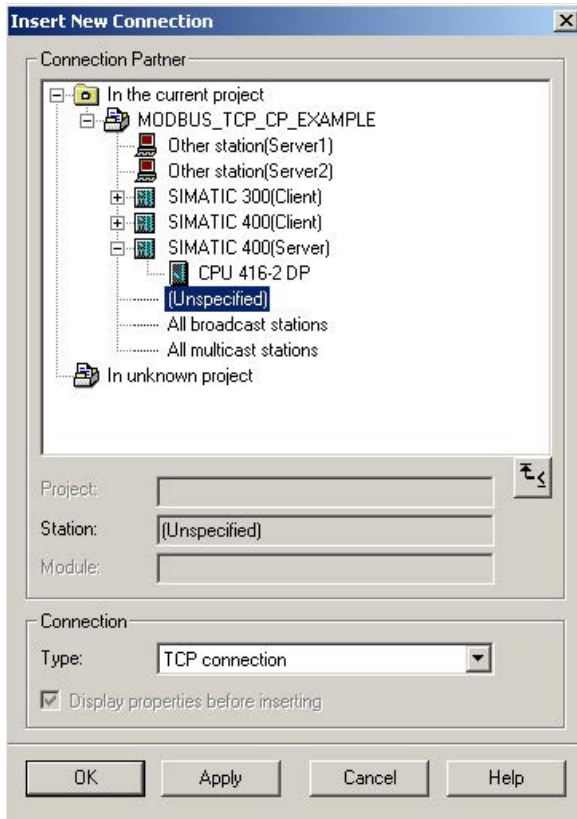 Insert New Connection
Connection Partner
In the current project
MODBUS_TCP_CP_EXAMPLE
Other station(Server1)
Other station(Server2)
SIMATIC 300(Client)
SIMATIC 400(Client)
SIMATIC 400(Server)
CPU 416-2 DP
(Unspecified)
All broadcast stations
All multicast stations
In unknown project
Project:
Station: (Unspecified)
Module:
Connection
Type: TCP connection
Display properties before inserting
OK Apply Cancel Help